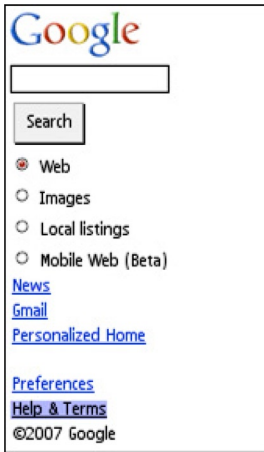 Google
Search
Web
Images
Local listings
Mobile Web (Beta)
News
Gmail
Personalized Home
Preferences
Help & Terms
©2007 Google